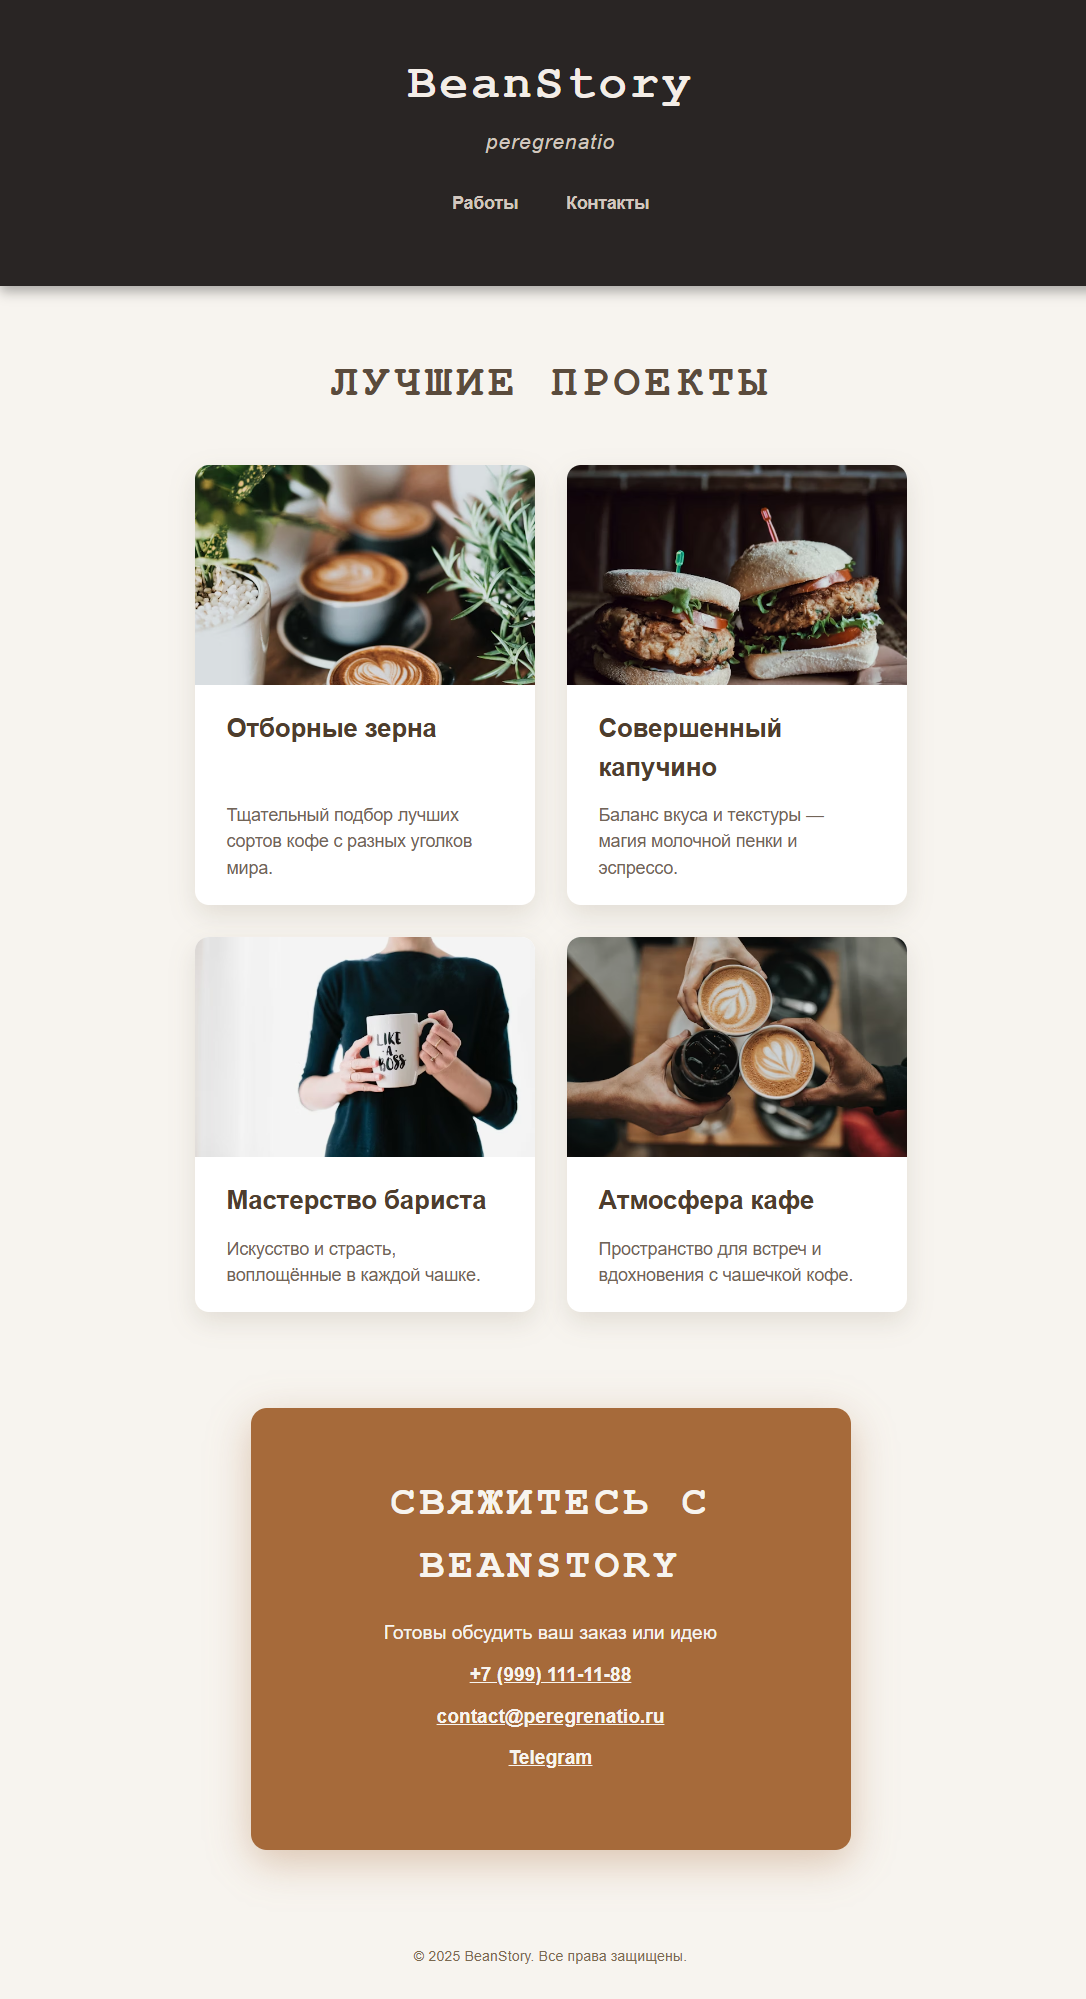 BeanStory
peregrenatio
Работы Контакты
ЛУЧШИЕ ПРОЕКТЫ
Отборные зерна
Тщательный подбор лучших
сортов кофе с разных уголков
мира.
Совершенный
капучино
Баланс вкуса и текстуры —
магия молочной пенки и
эспрессо.
LIKE
A
BOSS
Мастерство бариста
Искусство и страсть,
воплощённые в каждой чашке.
Атмосфера кафе
Пространство для встреч и
вдохновения с чашечкой кофе.
СВЯЖИТЕСЬ С
BEANSTORY
Готовы обсудить ваш заказ или идею
+7 (999) 111-11-88
contact@peregrenatio.ru
Telegram
© 2025 BeanStory. Все права защищены.